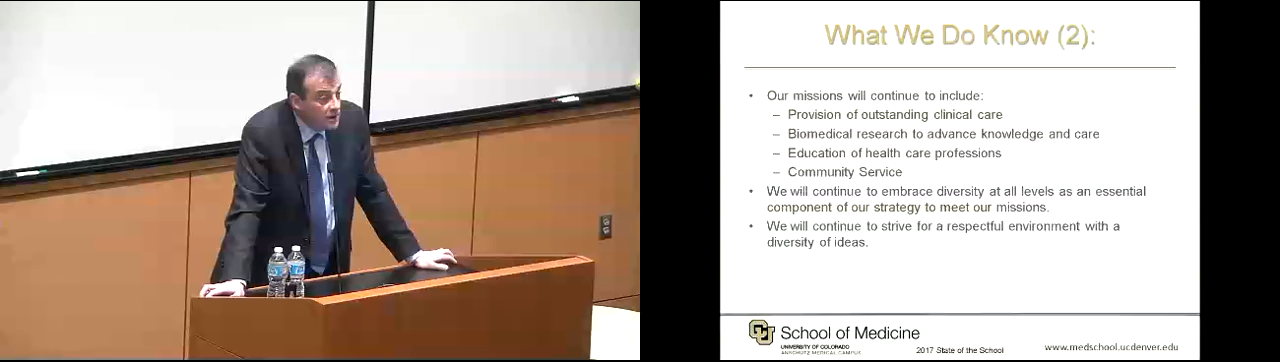 What We Do Know (2):
• Our missions will continue to include:
– Provision of outstanding clinical care
– Biomedical research to advance knowledge and care
– Education of health care professions
– Community Service
• We will continue to embrace diversity at all levels as an essential
component of our strategy to meet our missions.
• We will continue to strive for a respectful environment with a
diversity of ideas.
CU School of Medicine
UNIVERSITY OF COLORADO
ANSCHUTZ MEDICAL CAMPUS
2017 State of the School
www.medschool.ucdenver.edu